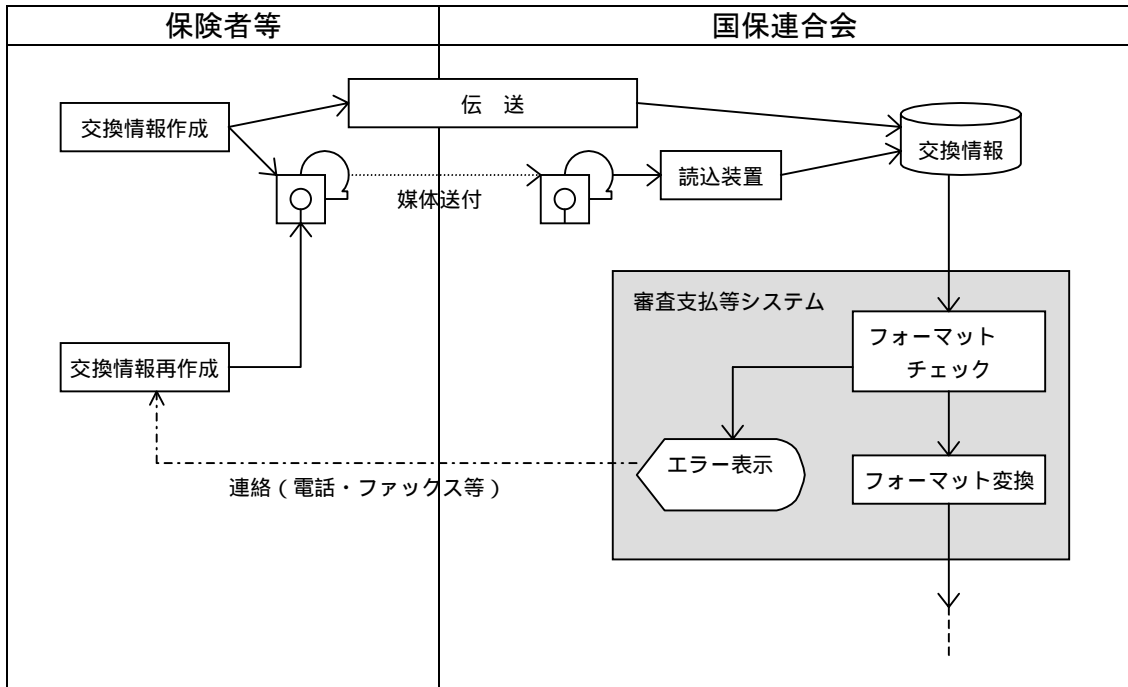 保険者等
国保連合会
伝　送
交換情報作成
交換情報
読込装置
媒体送付
審査支払等システム
フォーマット
チェック
交換情報再作成
エラー表示
フォーマット変換
連絡（電話・ファックス等）